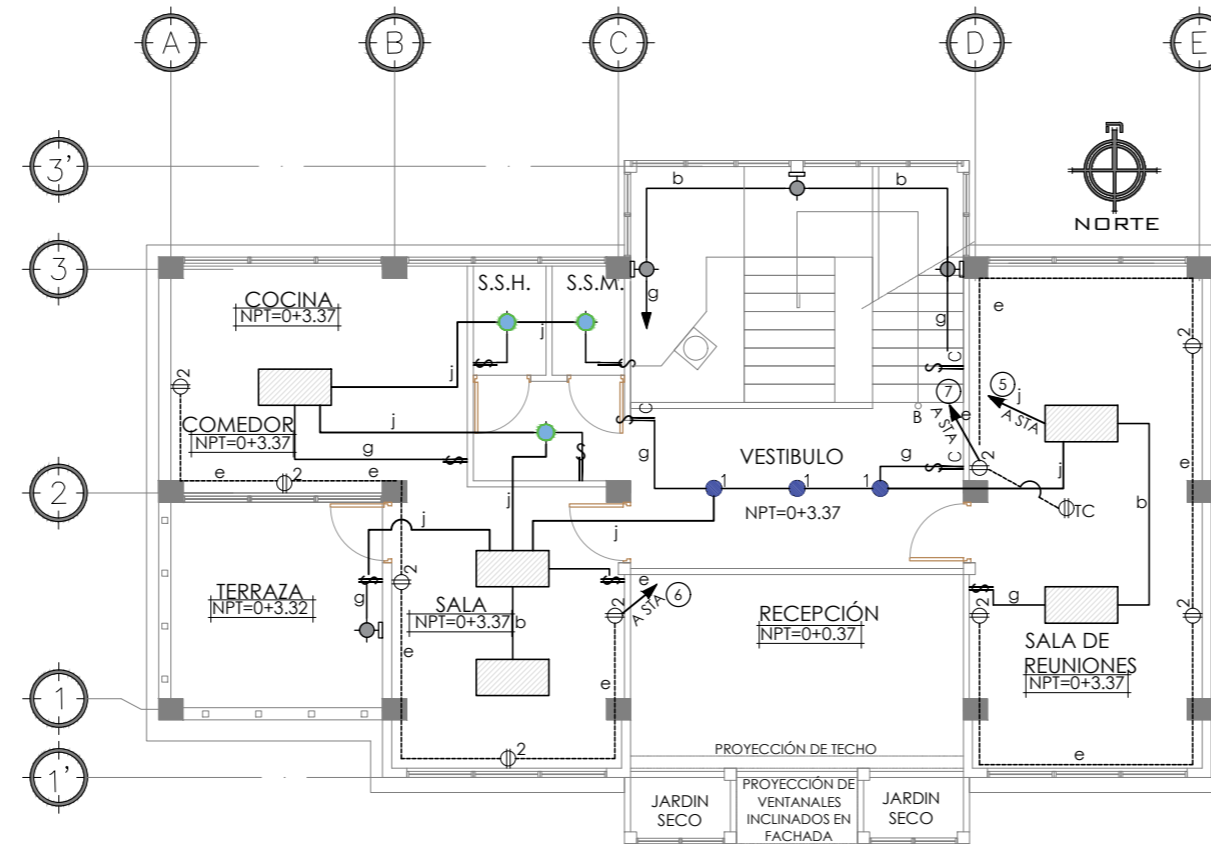 A
B
C
D
E
3'
b
b
NORTE
3
S.S.H.
S.S.M.
g
e
COCINA
NPT=0+3.37
j
g
2
2
C
S
S
S
j
7
5
j
A STA
A STA
B
e
COMEDOR
NPT=0+3.37
j
C
S
g
S
g
VESTIBULO
g
C
S
2
e
e
2
e
j
b
2
1
1
1
NPT=0+3.37
TC
j
j
j
2
S
S
e
TERRAZA
NPT=0+3.32
g
SALA
NPT=0+3.37
b
2
A STA
6
RECEPCIÓN
NPT=0+0.37
S
2
g
2
e
e
SALA DE
REUNIONES
NPT=0+3.37
1
PROYECCIÓN DE TECHO
2
e
1'
JARDIN
SECO
PROYECCIÓN DE
VENTANALES
INCLINADOS EN
FACHADA
JARDIN
SECO